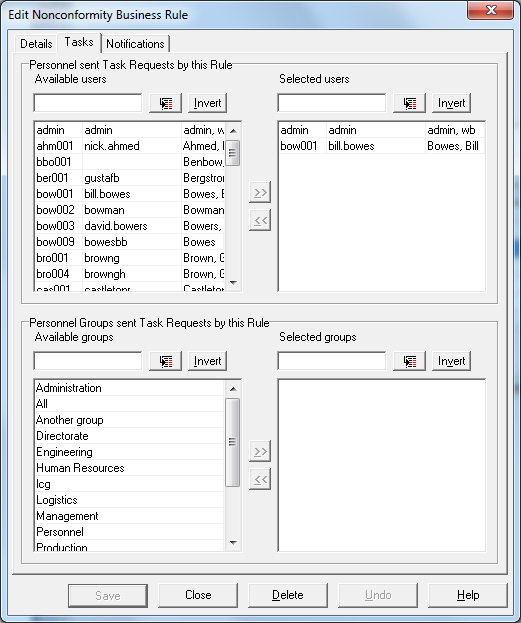 Edit Nonconformity Business Rule
Details Tasks Notifications
Personnel sent Task Requests by this Rule
Available users Selected users
Invert Invert
admin admin admin, w admin admin admin, wb
ahm001 nick.ahmed Ahmed, bow001 bill.bowes Bowes, Bill
bbo001 Benbow,
ber001 gustafb Bergstro
bow001 bill.bowes Bowes, B
bow002 bowman Bowman
bow003 david.bowers Bowers,
bow009 bowesbb Bowes
bro001 browng Brown, G
bro004 browngh Brown, G
cas001 castletonr Castleton
>> <<
Personnel Groups sent Task Requests by this Rule
Available groups Selected groups
Invert Invert
Administration
All
Another group
Directorate
Engineering
Human Resources
Icg
Logistics
Management
Personnel
Production
>> <<
Save Close Delete Undo Help